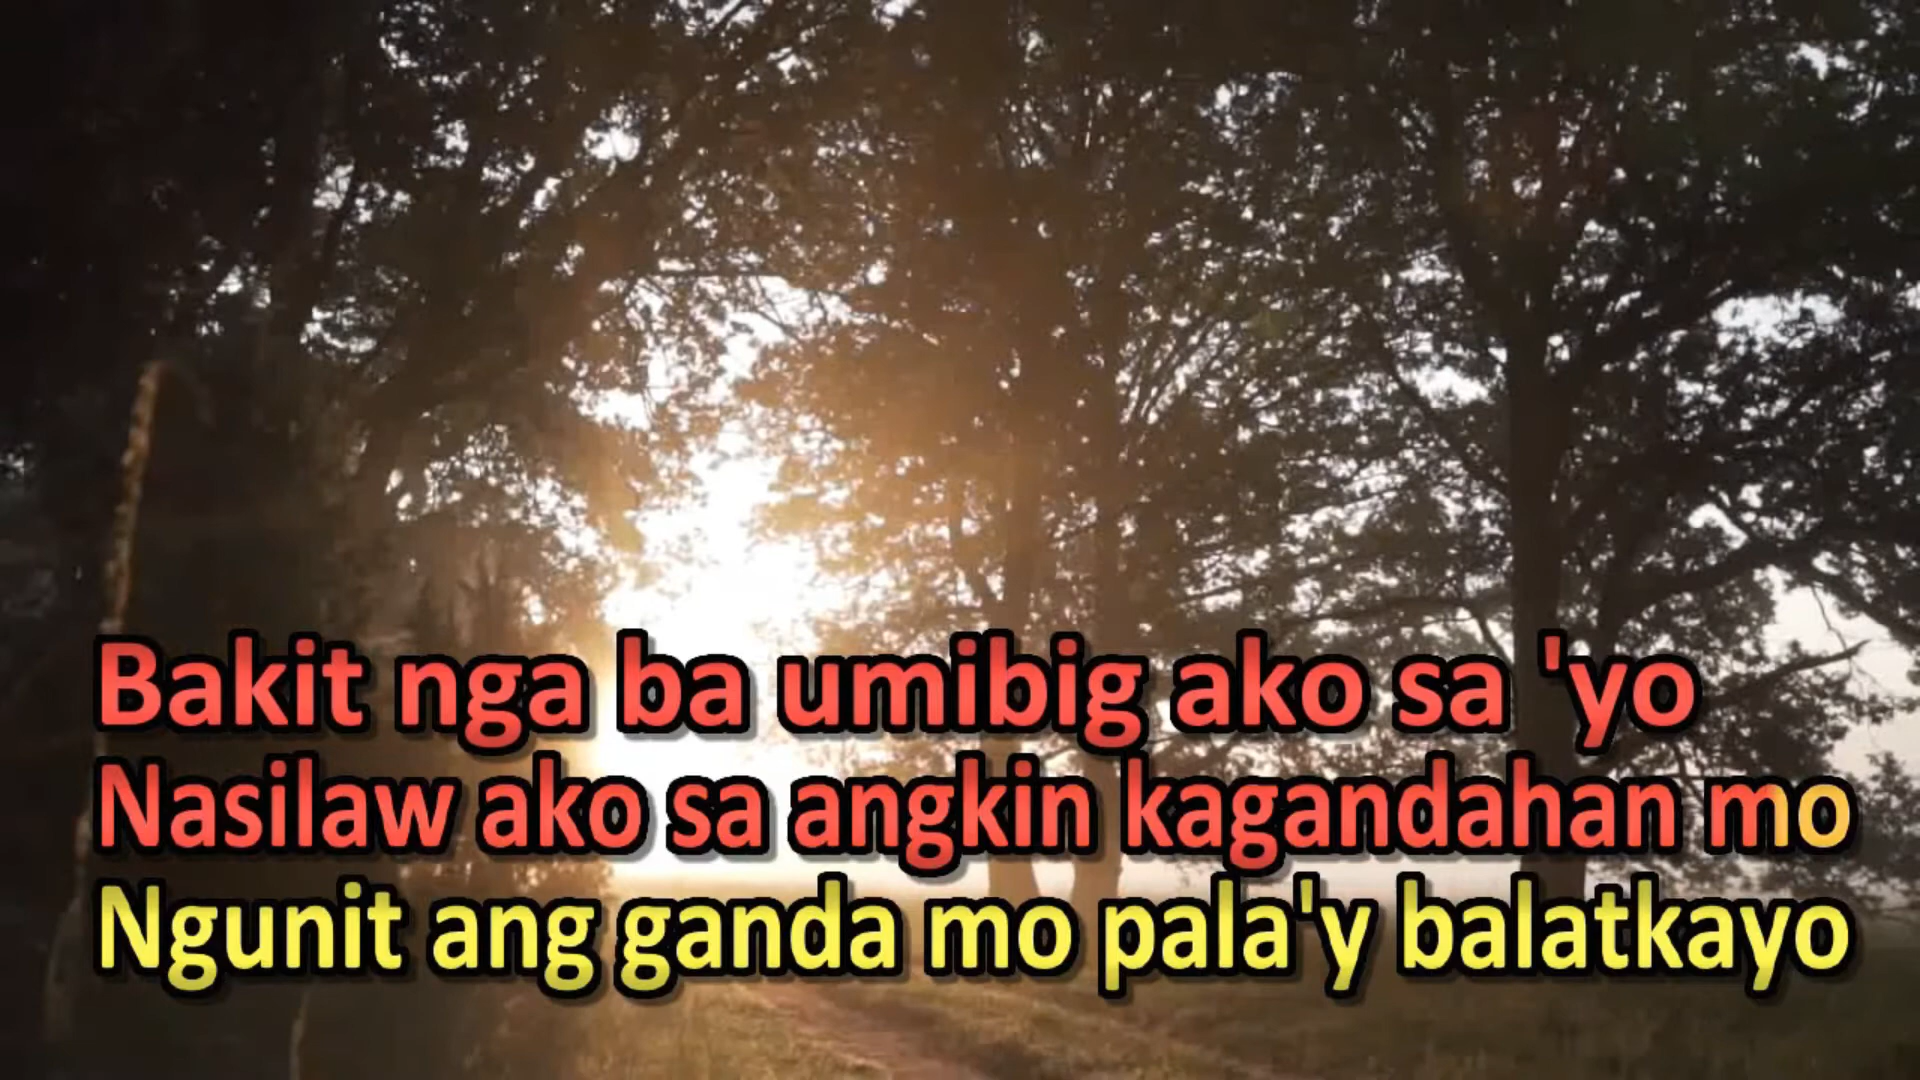 Bakit nga ba umibig ako sa 'yo
Nasilaw ako sa angkin kagandahan mo
Ngunit ang ganda mo pala'y balatkayo